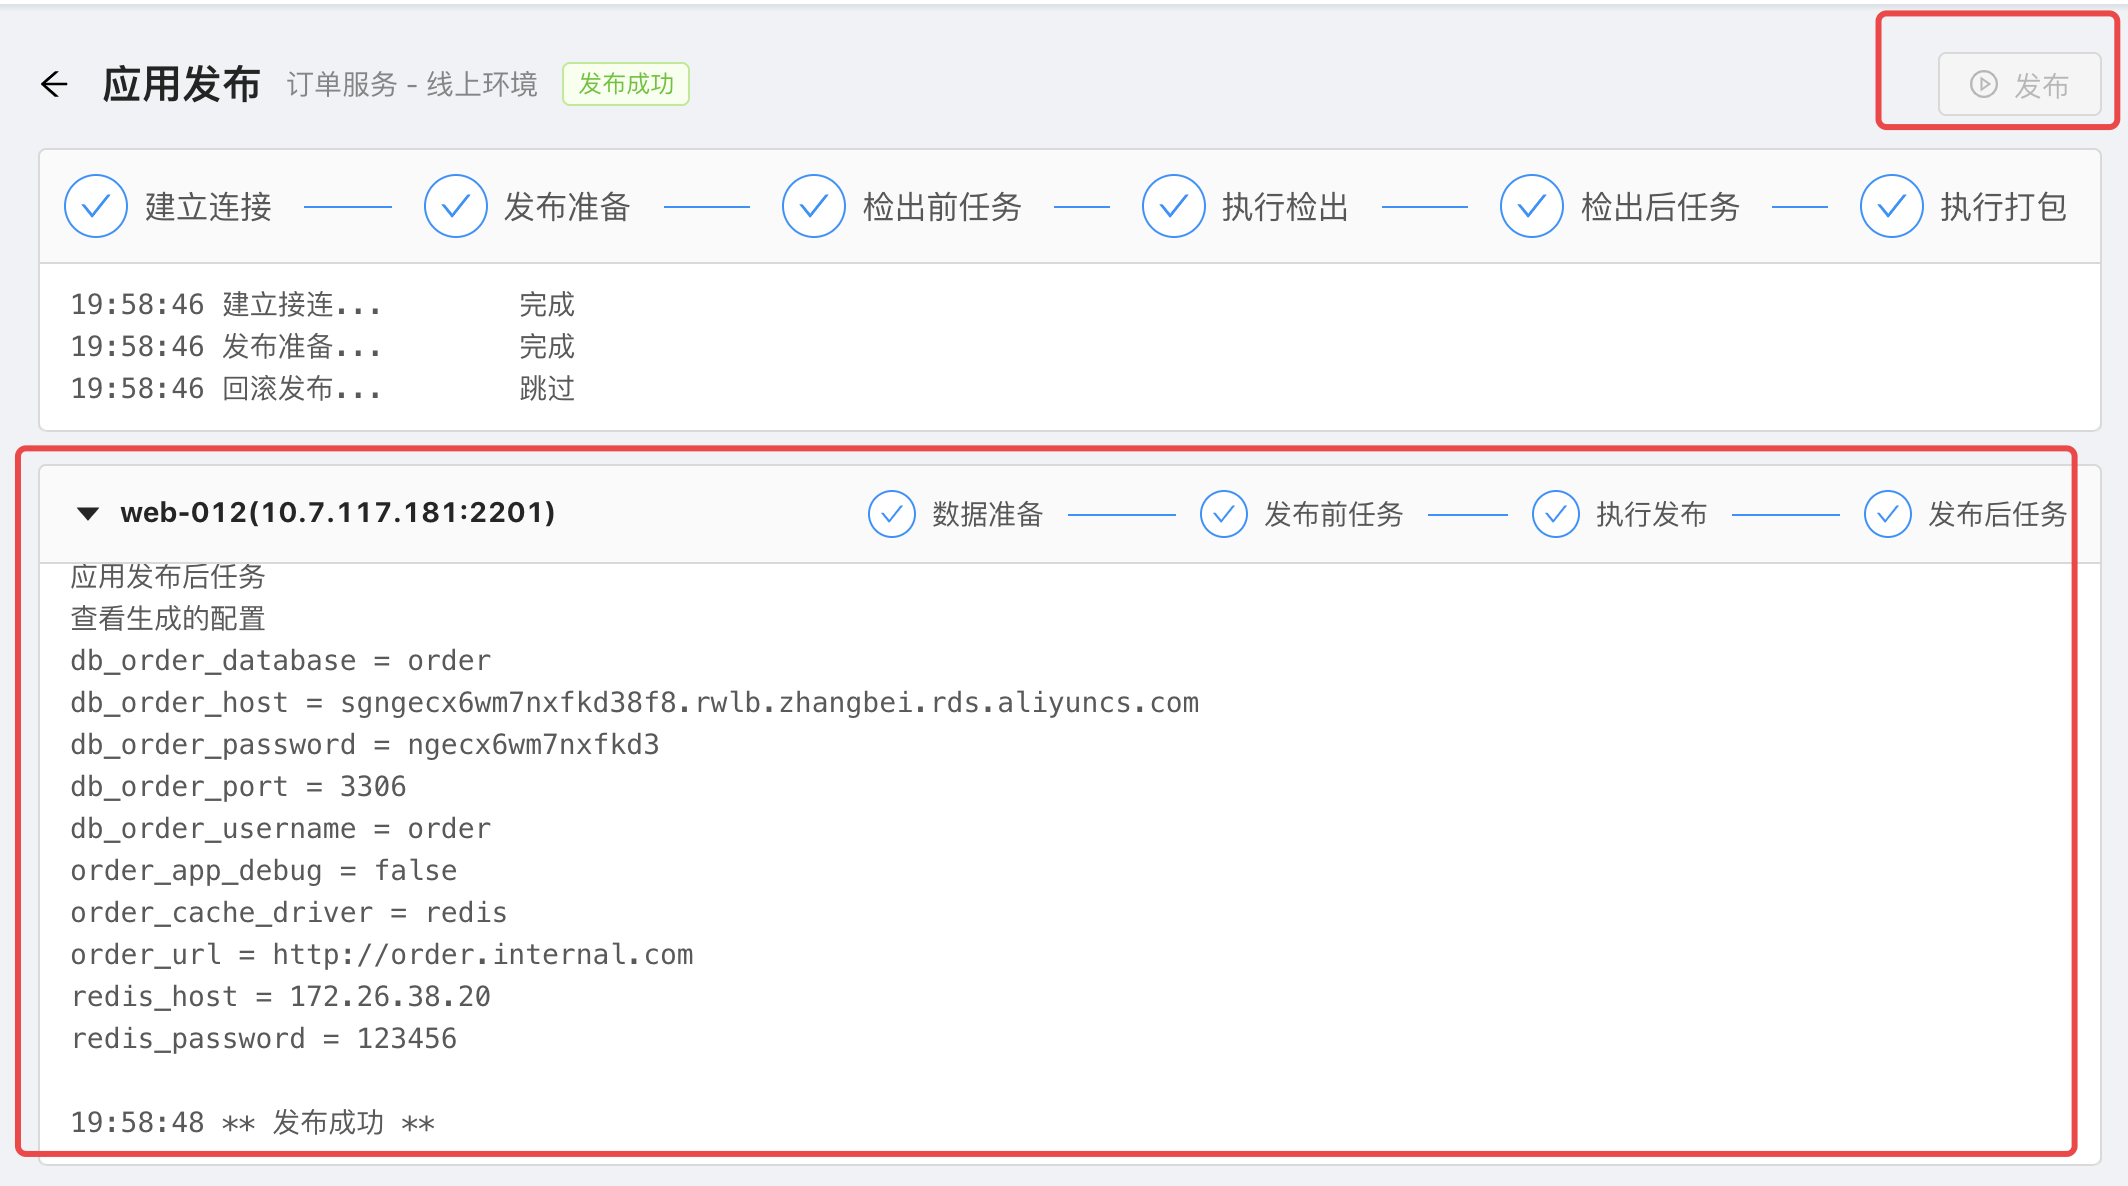 应用发布 订单服务 - 线上环境 发布成功 发布
建立连接 发布准备 检出前任务 执行检出 检出后任务 执行打包
19:58:46 建立接连... 完成
19:58:46 发布准备... 完成
19:58:46 回滚发布... 跳过
web-012(10.7.117.181:2201) 数据准备 发布前任务 执行发布 发布后任务
应用发布后任务
查看生成的配置
db_order_database = order
db_order_host = sgngecx6wm7nxfkd38f8.rwlb.zhangbei.rds.aliyuncs.com
db_order_password = ngecx6wm7nxfkd3
db_order_port = 3306
db_order_username = order
order_app_debug = false
order_cache_driver = redis
order_url = http://order.internal.com
redis_host = 172.26.38.20
redis_password = 123456
19:58:48 ** 发布成功 **